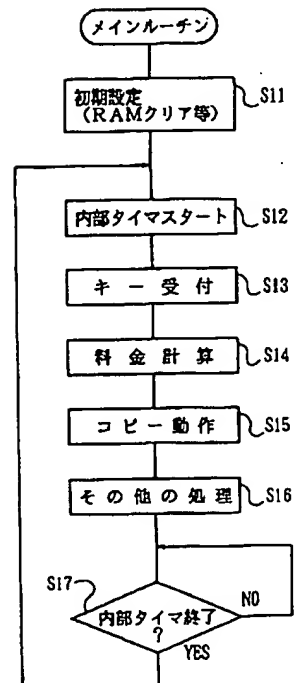 メインルーチン
初期設定
(RAMクリア等)
S11
内部タイマスタート
S12
キー受付
S13
料金計算
S14
コピー動作
S15
その他の処理
S16
S17
内部タイマ終了
?
NO
YES